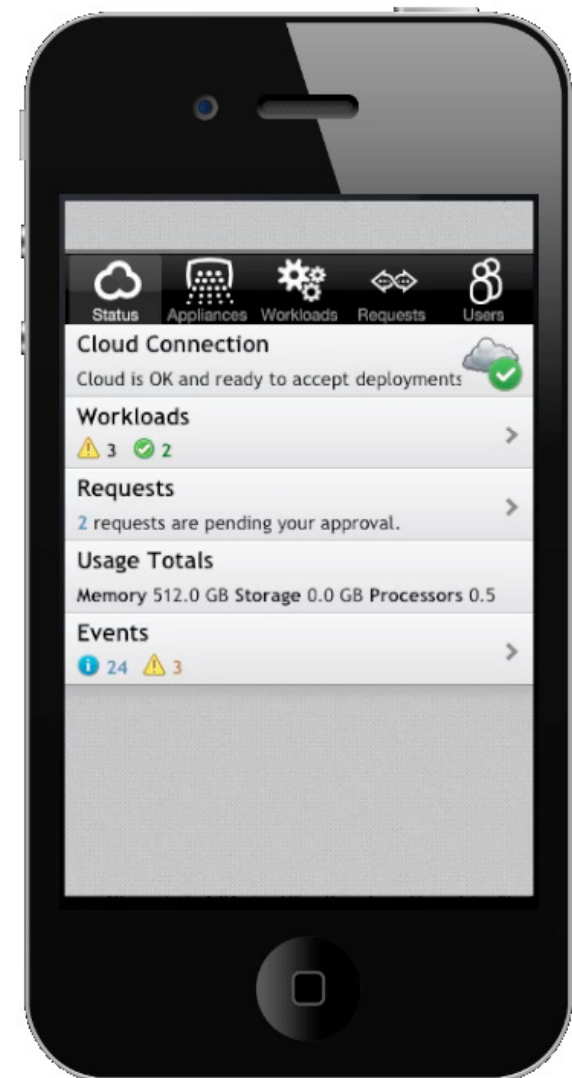 Status Appliances Workloads Requests Users
Cloud Connection
Cloud is OK and ready to accept deployments
Workloads
3 2
Requests
2 requests are pending your approval.
Usage Totals
Memory 512.0 GB Storage 0.0 GB Processors 0.5
Events
24 3